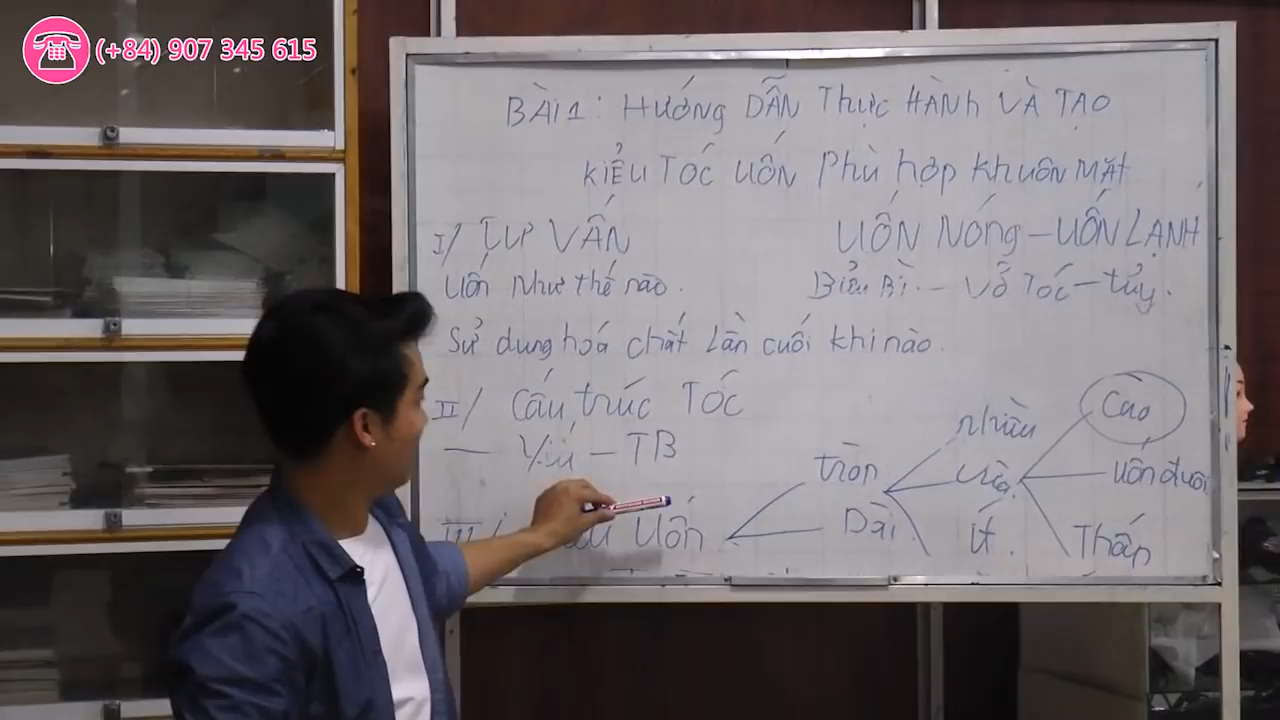 (+84) 907 345 615
BÀI 1: HƯỚNG DẪN THỰC HÀNH VÀ TẠO
KIỂU TÓC UỐN PHÙ HỢP KHUÔN MẶT
I/ TƯ VẤN
UỐN NÓNG – UỐN LẠNH
Uốn Như thế nào.
Biểu Bì. – Vỏ Tóc – tủy.
Sử dụng hóa chất Lần cuối khi nào.
II/ Cấu trúc Tóc
— Yếu – TB
III/ Uốn
tròn
Dài
nhiều
Vừa.
Ít.
Cao
Uốn đuôi
Thấp